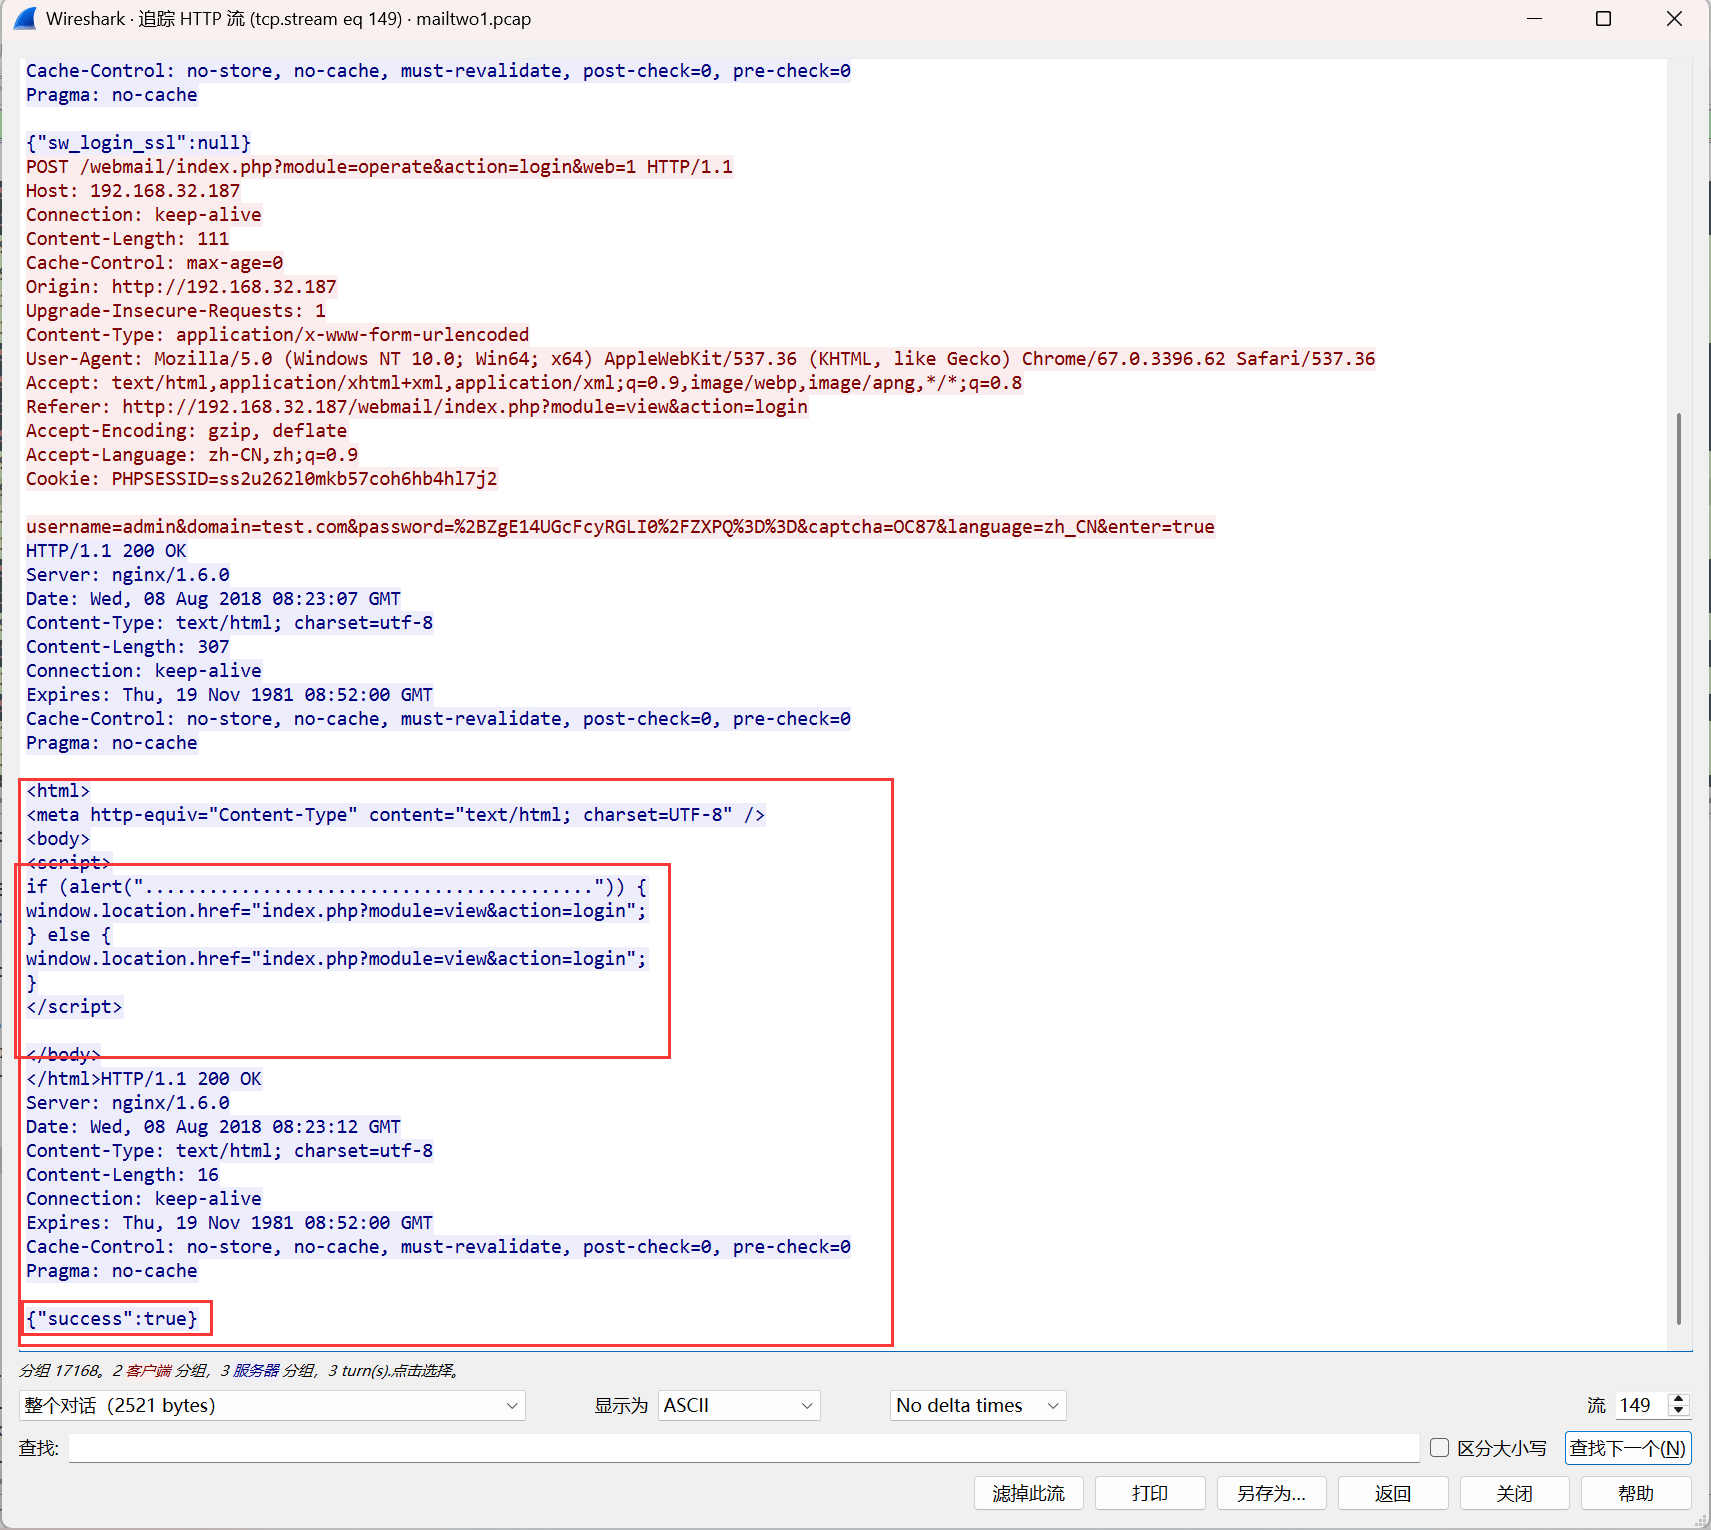 Wireshark · 追踪 HTTP 流 (tcp.stream eq 149) · mailtwo1.pcap
Cache-Control: no-store, no-cache, must-revalidate, post-check=0, pre-check=0
Pragma: no-cache
{"sw_login_ssl":null}
POST /webmail/index.php?module=operate&action=login&web=1 HTTP/1.1
Host: 192.168.32.187
Connection: keep-alive
Content-Length: 111
Cache-Control: max-age=0
Origin: http://192.168.32.187
Upgrade-Insecure-Requests: 1
Content-Type: application/x-www-form-urlencoded
User-Agent: Mozilla/5.0 (Windows NT 10.0; Win64; x64) AppleWebKit/537.36 (KHTML, like Gecko) Chrome/67.0.3396.62 Safari/537.36
Accept: text/html,application/xhtml+xml,application/xml;q=0.9,image/webp,image/apng,*/*;q=0.8
Referer: http://192.168.32.187/webmail/index.php?module=view&action=login
Accept-Encoding: gzip, deflate
Accept-Language: zh-CN,zh;q=0.9
Cookie: PHPSESSID=ss2u262l0mkb57coh6hb4hl7j2
username=admin&domain=test.com&password=%2BZgE14UGcFcyRGLI0%2FZXPQ%3D%3D&captcha=OC87&language=zh_CN&enter=true
HTTP/1.1 200 OK
Server: nginx/1.6.0
Date: Wed, 08 Aug 2018 08:23:07 GMT
Content-Type: text/html; charset=utf-8
Content-Length: 307
Connection: keep-alive
Expires: Thu, 19 Nov 1981 08:52:00 GMT
Cache-Control: no-store, no-cache, must-revalidate, post-check=0, pre-check=0
Pragma: no-cache
<html>
<meta http-equiv="Content-Type" content="text/html; charset=UTF-8" />
<body>
<script>
if (alert("..........................................")) {
window.location.href="index.php?module=view&action=login";
} else {
window.location.href="index.php?module=view&action=login";
}
</script>
</body>
</html>HTTP/1.1 200 OK
Server: nginx/1.6.0
Date: Wed, 08 Aug 2018 08:23:12 GMT
Content-Type: text/html; charset=utf-8
Content-Length: 16
Connection: keep-alive
Expires: Thu, 19 Nov 1981 08:52:00 GMT
Cache-Control: no-store, no-cache, must-revalidate, post-check=0, pre-check=0
Pragma: no-cache
{"success":true}
分组 17168。2 客户端 分组，3 服务器 分组，3 turn(s).点击选择。
整个对话 (2521 bytes) 显示为 ASCII No delta times 流 149
查找: 区分大小写 查找下一个(N)
滤掉此流 打印 另存为... 返回 关闭 帮助